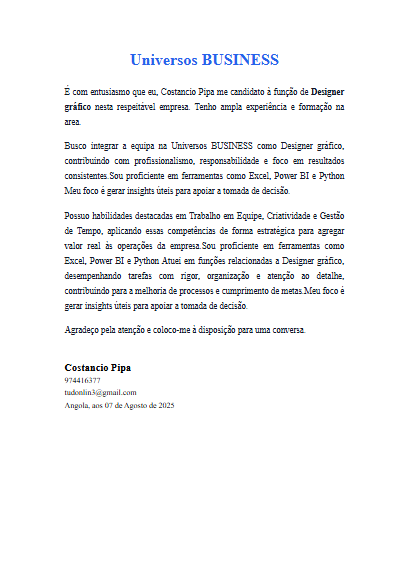 Universos BUSINESS
É com entusiasmo que eu, Costancio Pipa me candidato à função de Designer
gráfico nesta respeitável empresa. Tenho ampla experiência e formação na
area.
Busco integrar a equipa na Universos BUSINESS como Designer gráfico,
contribuindo com profissionalismo, responsabilidade e foco em resultados
consistentes.Sou proficiente em ferramentas como Excel, Power BI e Python
Meu foco é gerar insights úteis para apoiar a tomada de decisão.
Possuo habilidades destacadas em Trabalho em Equipe, Criatividade e Gestão
de Tempo, aplicando essas competências de forma estratégica para agregar
valor real às operações da empresa.Sou proficiente em ferramentas como
Excel, Power BI e Python Atuei em funções relacionadas a Designer gráfico,
desempenhando tarefas com rigor, organização e atenção ao detalhe,
contribuindo para a melhoria de processos e cumprimento de metas.Meu foco é
gerar insights úteis para apoiar a tomada de decisão.
Agradeço pela atenção e coloco-me à disposição para uma conversa.
Costancio Pipa
974416377
tudonlin3@gmail.com
Angola, aos 07 de Agosto de 2025